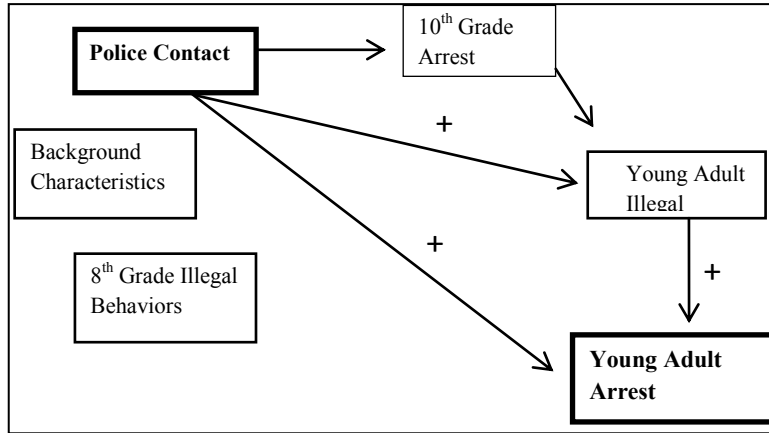 Police Contact
10th Grade
Arrest
+
Background
Characteristics
Young Adult
Illegal
+
8th Grade Illegal
Behaviors
+
Young Adult
Arrest